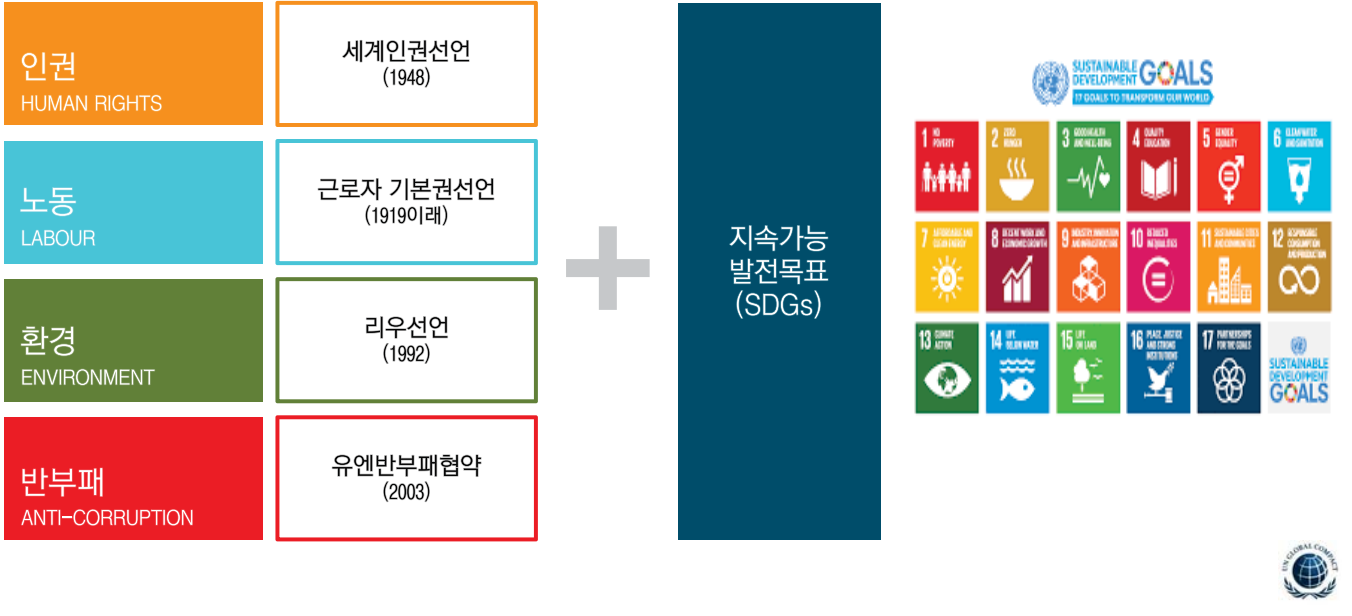 인권
HUMAN RIGHTS
세계인권선언
(1948)
노동
LABOUR
근로자 기본권선언
(1919이래)
환경
ENVIRONMENT
리우선언
(1992)
반부패
ANTI-CORRUPTION
유엔반부패협약
(2003)
지속가능
발전목표
(SDGs)
SUSTAINABLE
DEVELOPMENT GOALS
17 GOALS TO TRANSFORM OUR WORLD
1 NO
POVERTY
2 ZERO
HUNGER
3 GOOD HEALTH
AND WELL-BEING
4 QUALITY
EDUCATION
5 GENDER
EQUALITY
6 CLEAN WATER
AND SANITATION
7 AFFORDABLE AND
CLEAN ENERGY
8 DECENT WORK AND
ECONOMIC GROWTH
9 INDUSTRY, INNOVATION
AND INFRASTRUCTURE
10 REDUCED
INEQUALITIES
11 SUSTAINABLE CITIES
AND COMMUNITIES
12 RESPONSIBLE
CONSUMPTION
AND PRODUCTION
13 CLIMATE
ACTION
14 LIFE
BELOW WATER
15 LIFE
ON LAND
16 PEACE, JUSTICE
AND STRONG
INSTITUTIONS
17 PARTNERSHIPS
FOR THE GOALS
SUSTAINABLE
DEVELOPMENT
GOALS
UN GLOBAL COMPACT